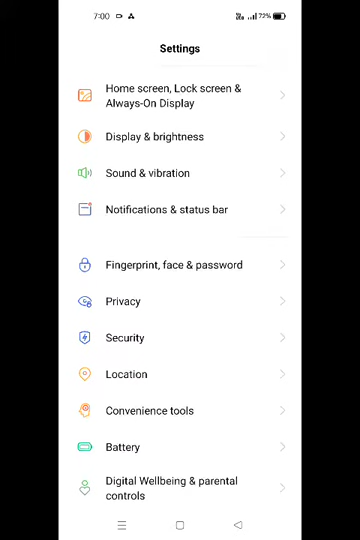 7:00
72%
Settings
Home screen, Lock screen &
Always-On Display
Display & brightness
Sound & vibration
Notifications & status bar
Fingerprint, face & password
Privacy
Security
Location
Convenience tools
Battery
Digital Wellbeing & parental
controls